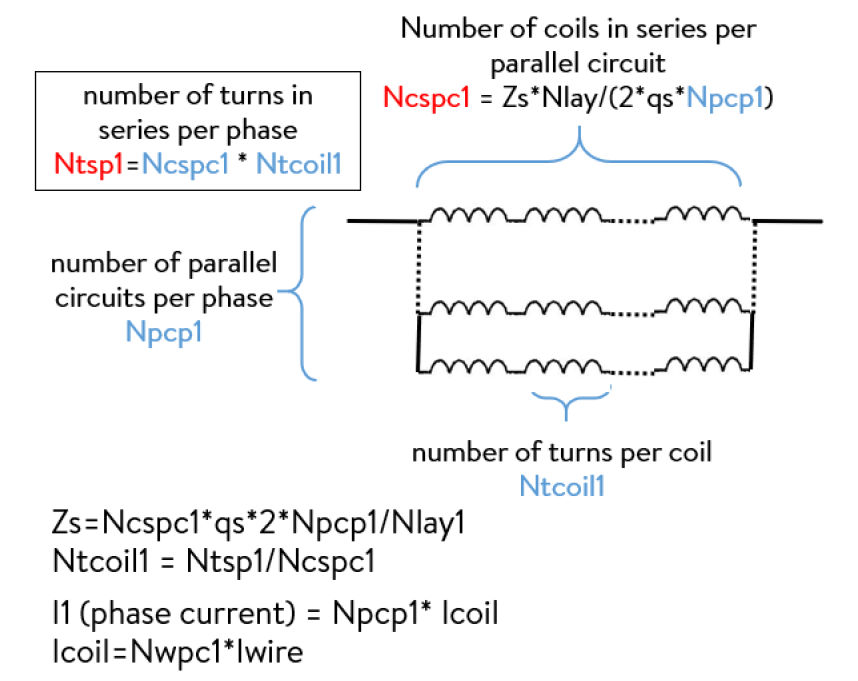 Number of coils in series per
parallel circuit
Ncspc1 = Zs*Nlay/(2*qs*Npcp1)
number of turns in
series per phase
Ntsp1=Ncspc1 * Ntcoil1
number of parallel
circuits per phase
Npcp1
number of turns per coil
Ntcoil1
Zs=Ncspc1*qs*2*Npcp1/Nlay1
Ntcoil1 = Ntsp1/Ncspc1
I1 (phase current) = Npcp1* Icoil
Icoil=Nwpc1*Iwire